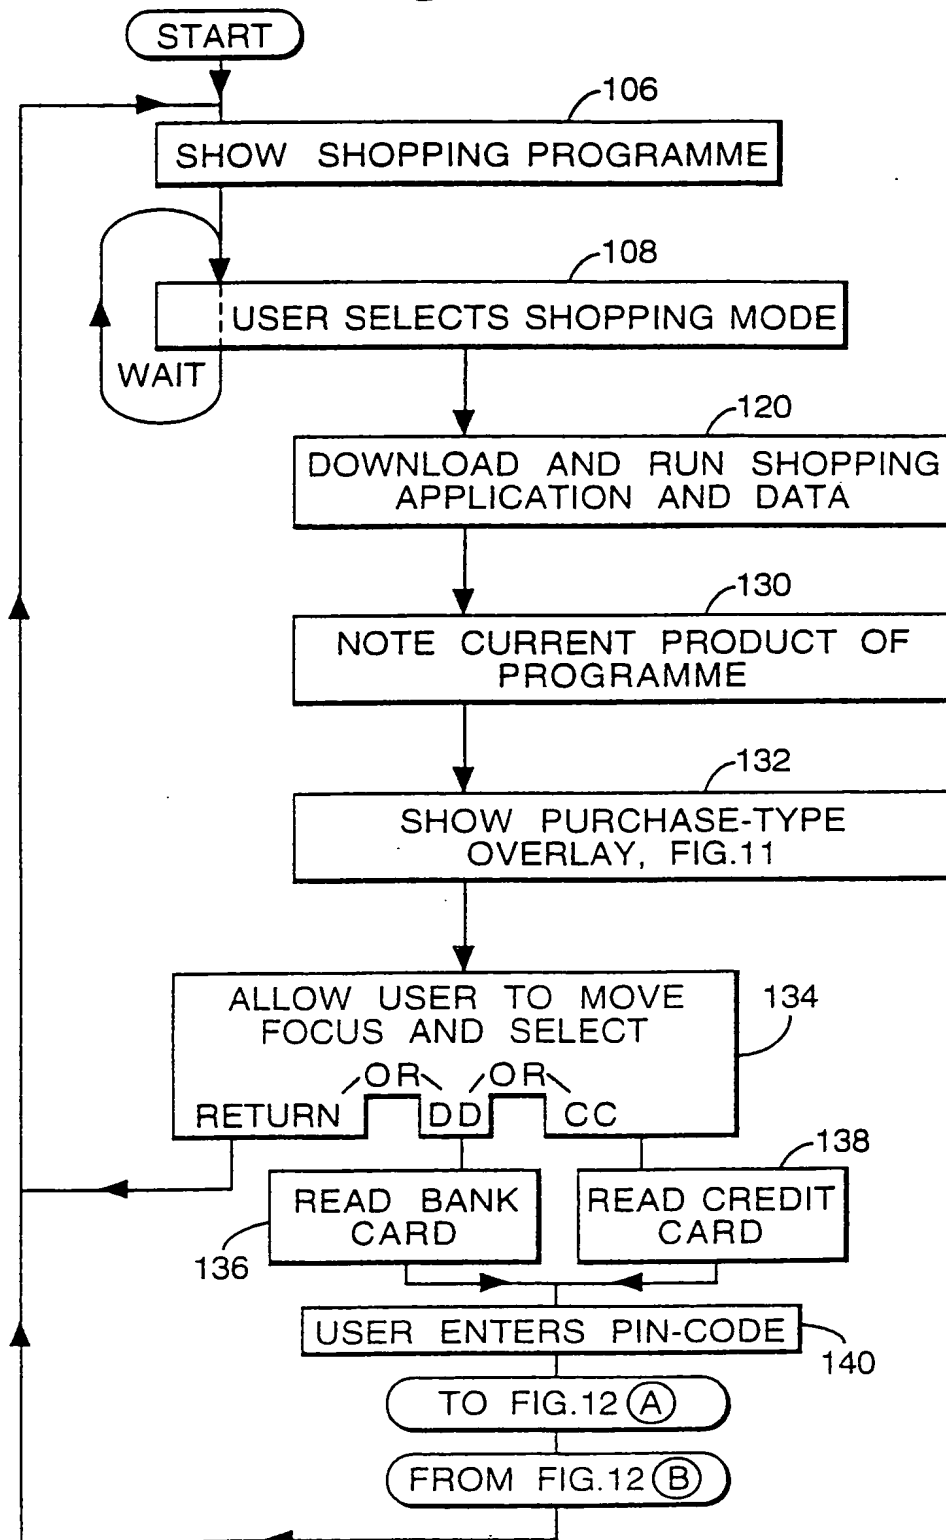 START
106
SHOW SHOPPING PROGRAMME
108
USER SELECTS SHOPPING MODE
WAIT
120
DOWNLOAD AND RUN SHOPPING
APPLICATION AND DATA
130
NOTE CURRENT PRODUCT OF
PROGRAMME
132
SHOW PURCHASE-TYPE
OVERLAY, FIG.11
ALLOW USER TO MOVE
FOCUS AND SELECT
134
OR OR
RETURN DD CC
138
READ BANK
CARD
136
READ CREDIT
CARD
USER ENTERS PIN-CODE
140
TO FIG.12 A
FROM FIG.12 B